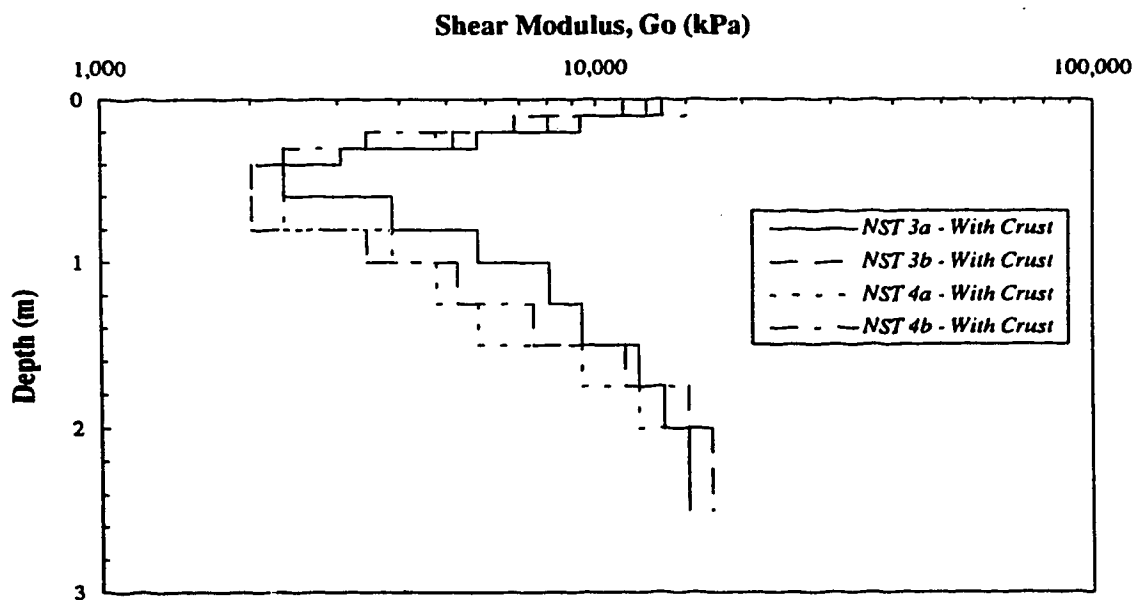 Shear Modulus, Go (kPa)
1,000 10,000 100,000
0
NST 3a - With Crust
NST 3b - With Crust
NST 4a - With Crust
NST 4b - With Crust
1
Depth (m)
2
3